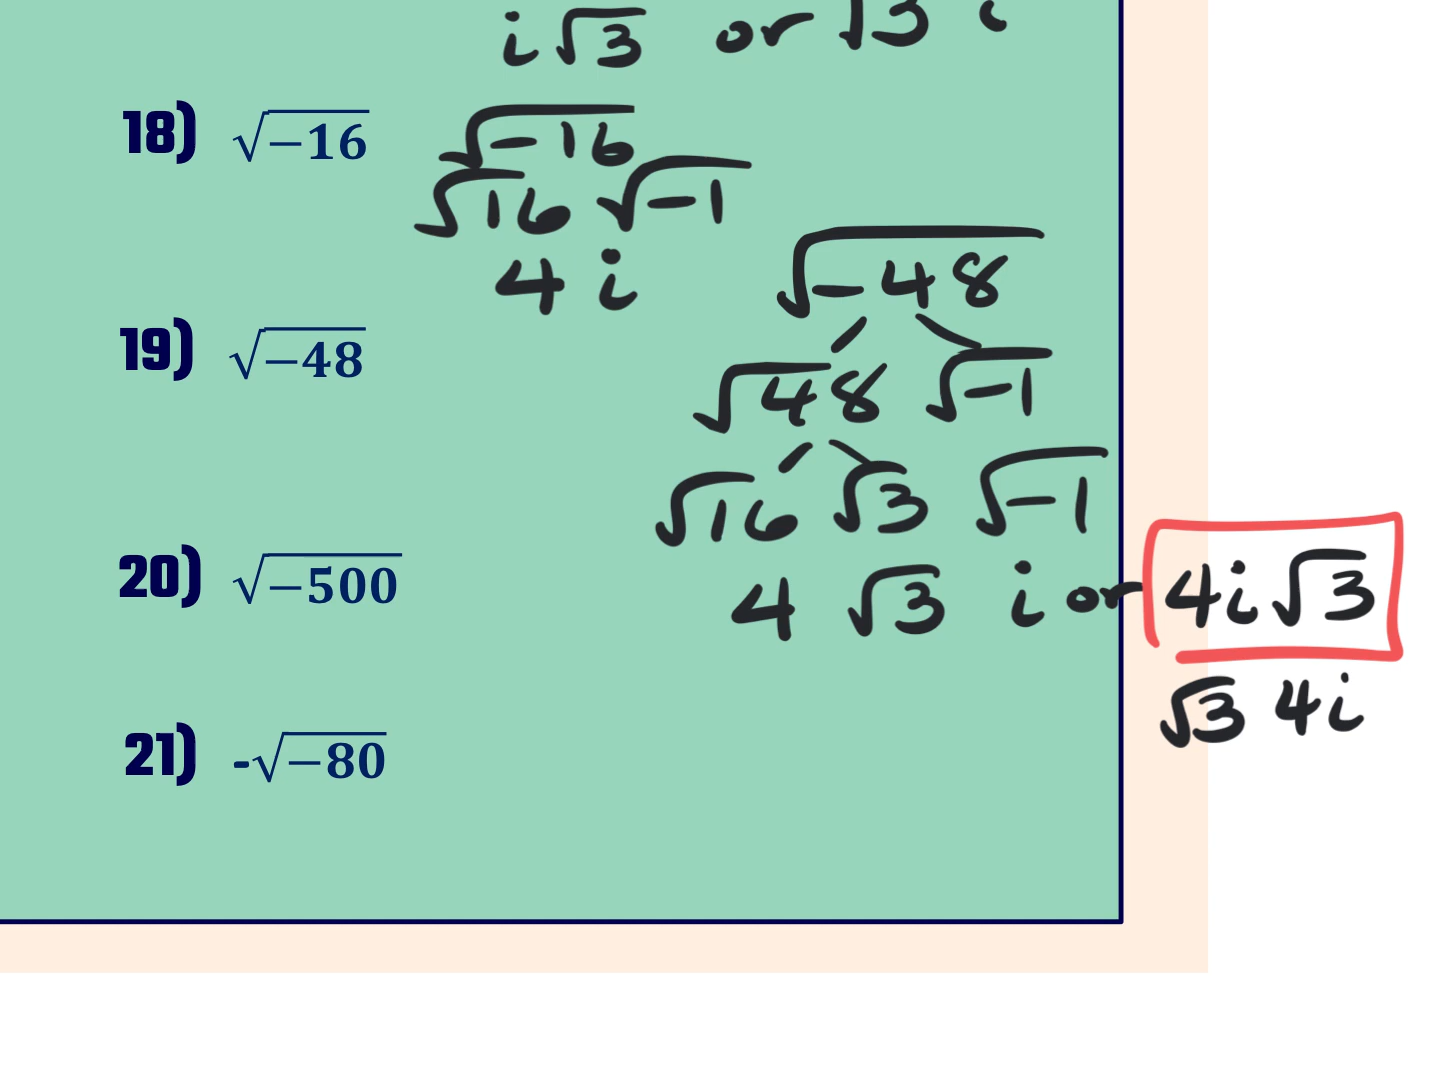 i√3 or √3 i
18) √−16
√−16
√16 √−1
4 i
19) √−48
√−48
√48 √−1
√16 √3 √−1
4 √3 i or 4i√3
√3 4i
20) √−500
21) -√−80